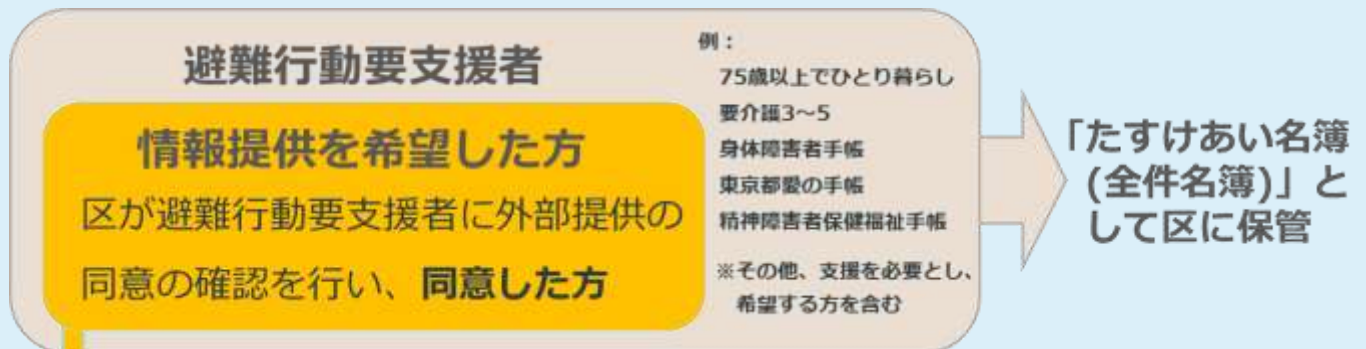 避難行動要支援者
情報提供を希望した方
区が避難行動要支援者に外部提供の
同意の確認を行い、同意した方
例：
75歳以上でひとり暮らし
要介護3～5
身体障害者手帳
東京都愛の手帳
精神障害者保健福祉手帳
※その他、支援を必要とし、
希望する方を含む
「たすけあい名簿
(全件名簿)」と
して区に保管